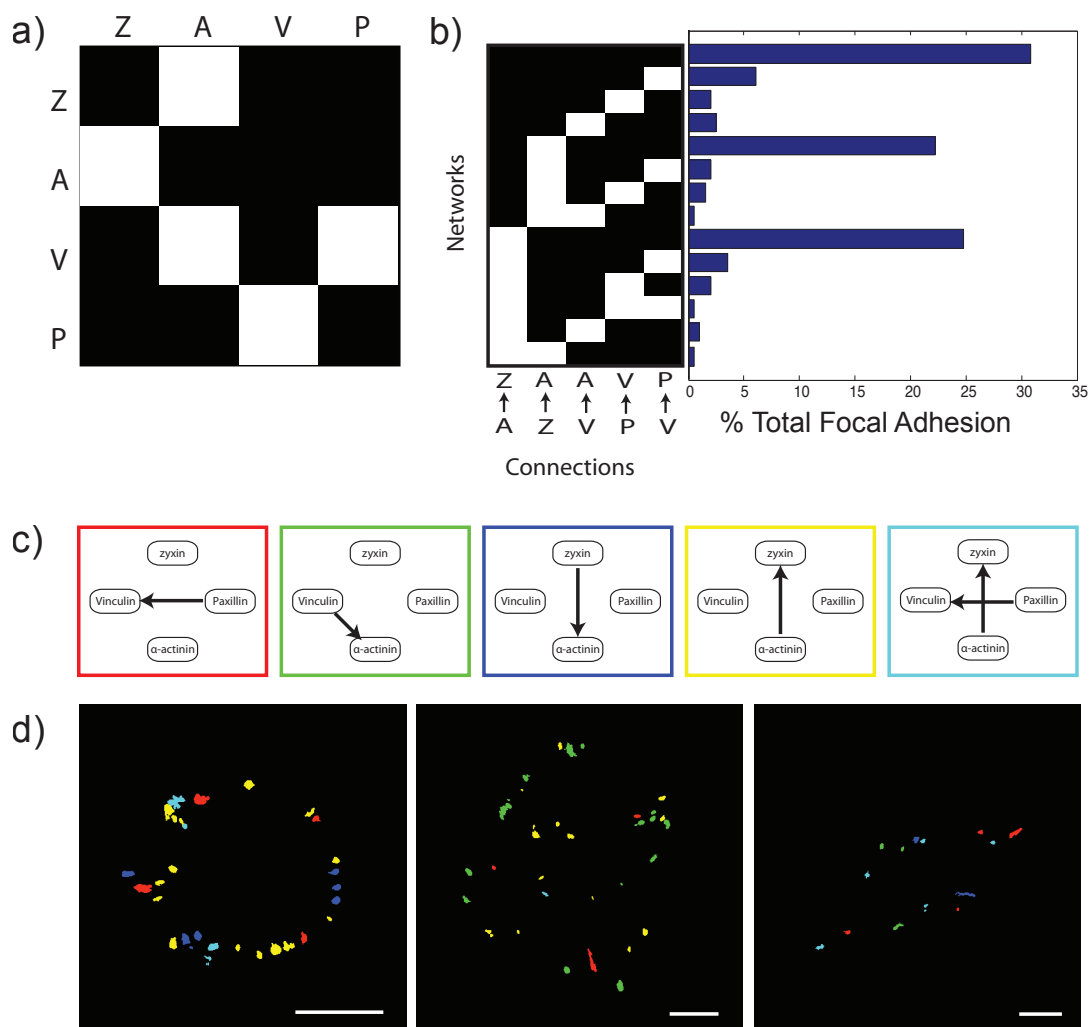 a)
Z A V P
Z
A
V
P
b)
Networks
Z A A V P
A Z V P V
Connections
0 5 10 15 20 25 30 35
% Total Focal Adhesion
c)
zyxin
Vinculin Paxillin
α-actinin
zyxin
Vinculin Paxillin
α-actinin
zyxin
Vinculin Paxillin
α-actinin
zyxin
Vinculin Paxillin
α-actinin
zyxin
Vinculin Paxillin
α-actinin
d)